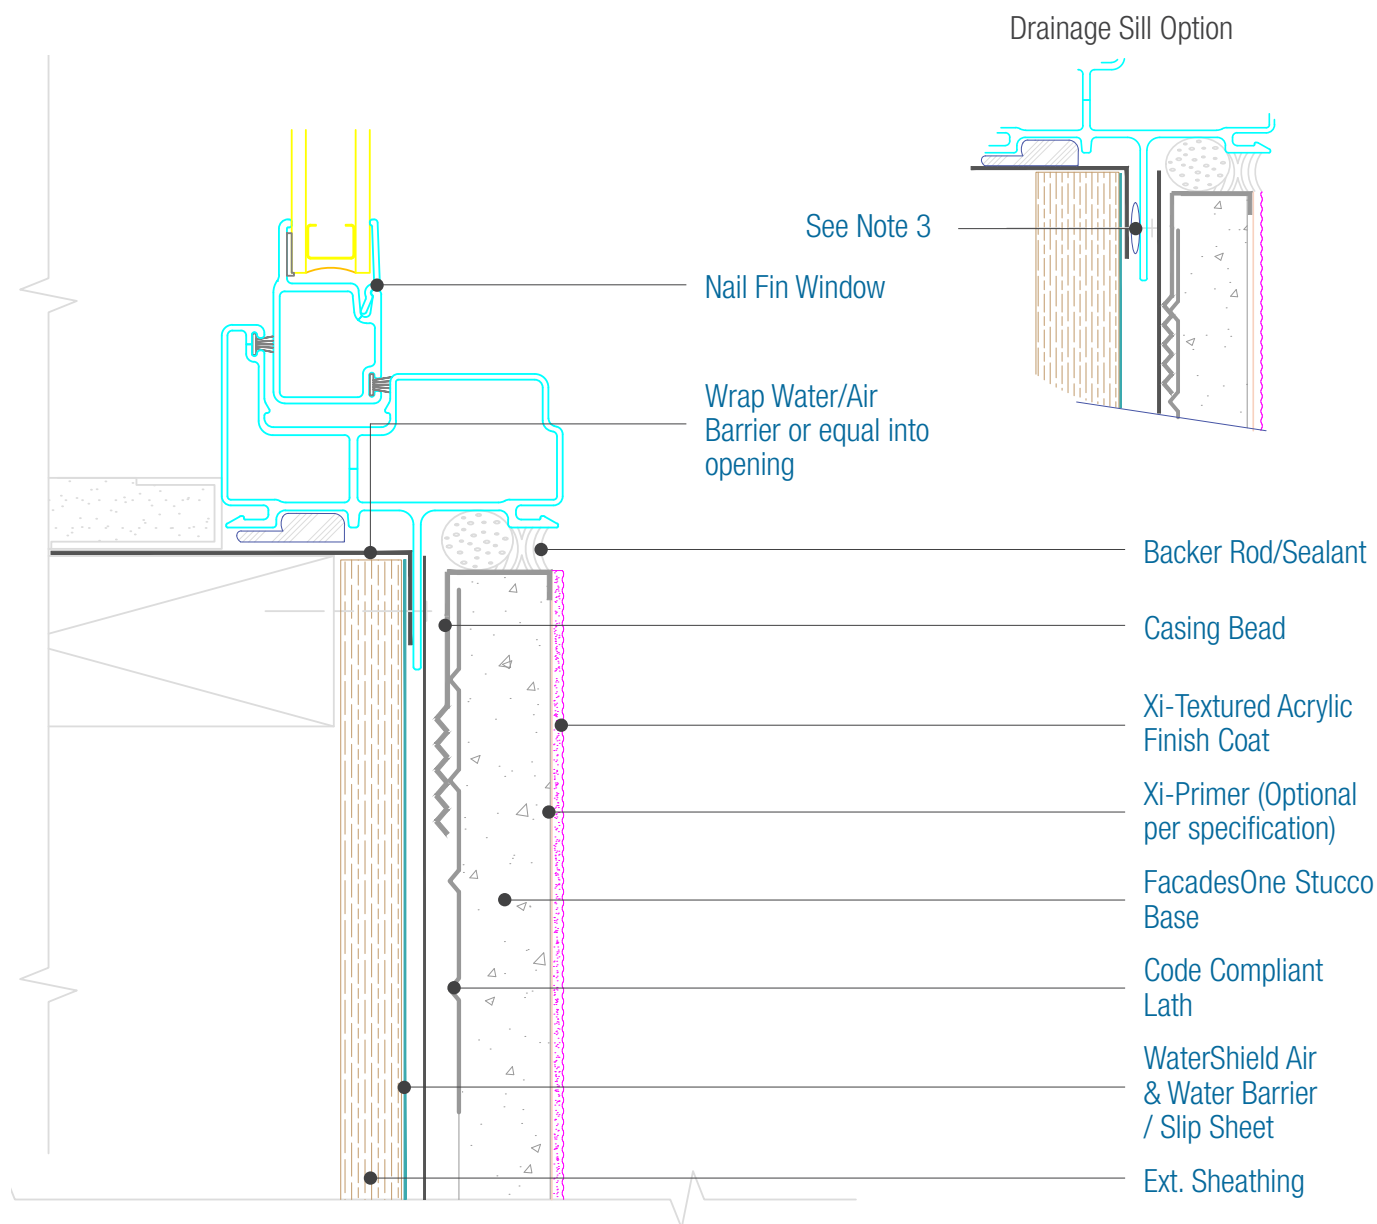 Drainage Sill Option
See Note 3
Nail Fin Window
Wrap Water/Air
Barrier or equal into
opening
Backer Rod/Sealant
Casing Bead
Xi-Textured Acrylic
Finish Coat
Xi-Primer (Optional
per specification)
FacadesOne Stucco
Base
Code Compliant
Lath
WaterShield Air
& Water Barrier
/ Slip Sheet
Ext. Sheathing